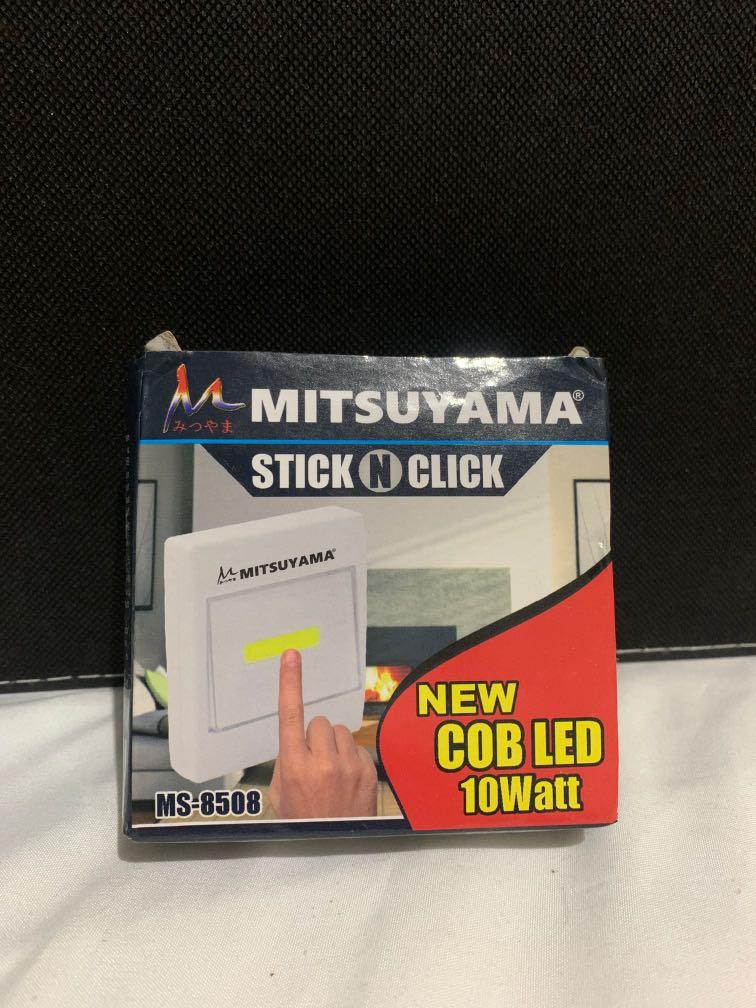 MITSUYAMA®
みつやま
STICK N CLICK
MITSUYAMA®
NEW
COB LED
10Watt
MS-8508